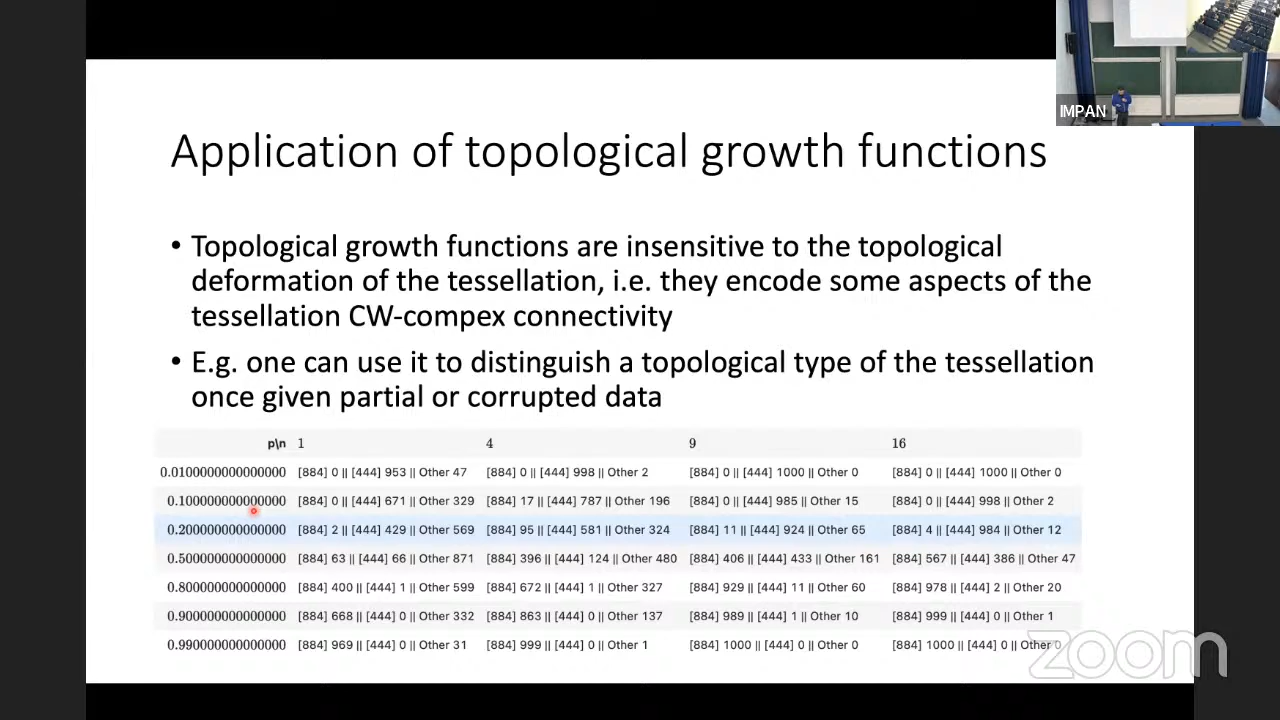 IMPAN
Application of topological growth functions
• Topological growth functions are insensitive to the topological
deformation of the tessellation, i.e. they encode some aspects of the
tessellation CW-compex connectivity
• E.g. one can use it to distinguish a topological type of the tessellation
once given partial or corrupted data
p\n 1 4 9 16
0.0100000000000000 [884] 0 || [444] 953 || Other 47 [884] 0 || [444] 998 || Other 2 [884] 0 || [444] 1000 || Other 0 [884] 0 || [444] 1000 || Other 0
0.100000000000000 [884] 0 || [444] 671 || Other 329 [884] 17 || [444] 787 || Other 196 [884] 0 || [444] 985 || Other 15 [884] 0 || [444] 998 || Other 2
0.200000000000000 [884] 2 || [444] 429 || Other 569 [884] 95 || [444] 581 || Other 324 [884] 11 || [444] 924 || Other 65 [884] 4 || [444] 984 || Other 12
0.500000000000000 [884] 63 || [444] 66 || Other 871 [884] 396 || [444] 124 || Other 480 [884] 406 || [444] 433 || Other 161 [884] 567 || [444] 386 || Other 47
0.800000000000000 [884] 400 || [444] 1 || Other 599 [884] 672 || [444] 1 || Other 327 [884] 929 || [444] 11 || Other 60 [884] 978 || [444] 2 || Other 20
0.900000000000000 [884] 668 || [444] 0 || Other 332 [884] 863 || [444] 0 || Other 137 [884] 989 || [444] 1 || Other 10 [884] 999 || [444] 0 || Other 1
0.990000000000000 [884] 969 || [444] 0 || Other 31 [884] 999 || [444] 0 || Other 1 [884] 1000 || [444] 0 || Other 0 [884] 1000 || [444] 0 || Other 0
zoom